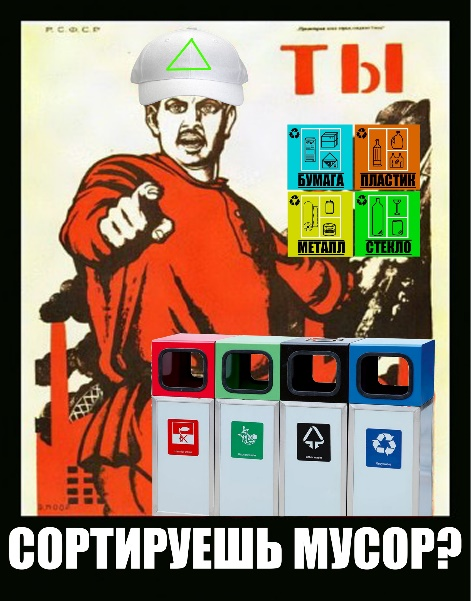 Р. С. Ф. С. Р.
ТЫ
БУМАГА ПЛАСТИК
МЕТАЛЛ СТЕКЛО
СОРТИРУЕШЬ МУСОР?